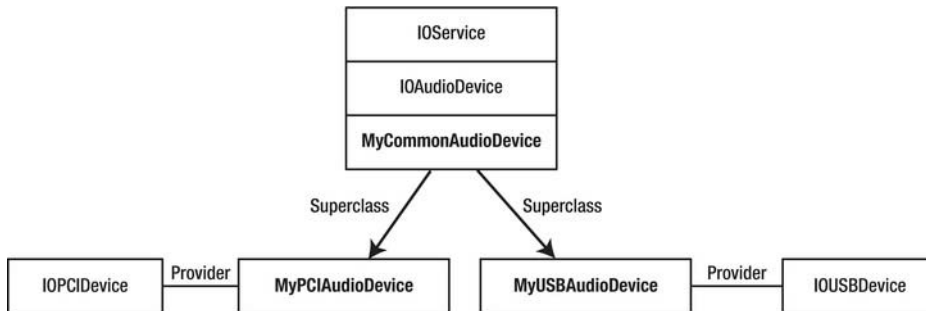 IOService
IOAudioDevice
MyCommonAudioDevice
Superclass
Superclass
IOPCIDevice
Provider
MyPCIAudioDevice
MyUSBAudioDevice
Provider
IOUSBDevice